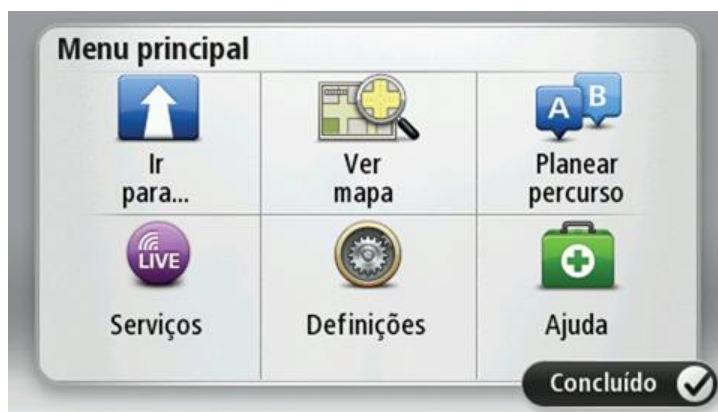 Menu principal
A B
Ir
para...
Ver
mapa
Planear
percurso
LIVE
Serviços
Definições
Ajuda
Concluído